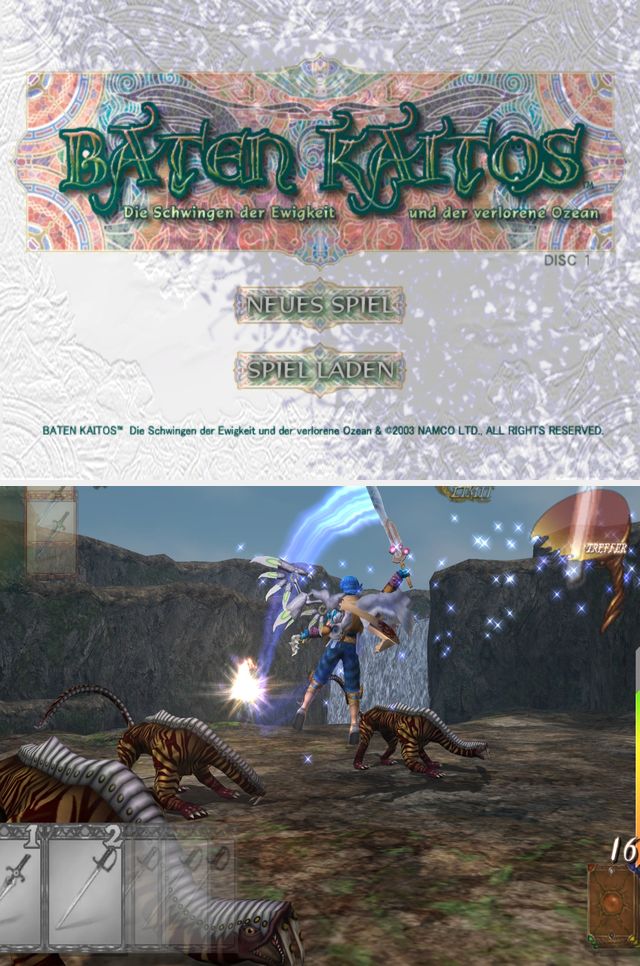 BATEN KAITOS™
Die Schwingen der Ewigkeit und der verlorene Ozean
DISC 1
NEUES SPIEL
SPIEL LADEN
BATEN KAITOS™ Die Schwingen der Ewigkeit und der verlorene Ozean & ©2003 NAMCO LTD., ALL RIGHTS RESERVED.
TREFFER
1 2
16